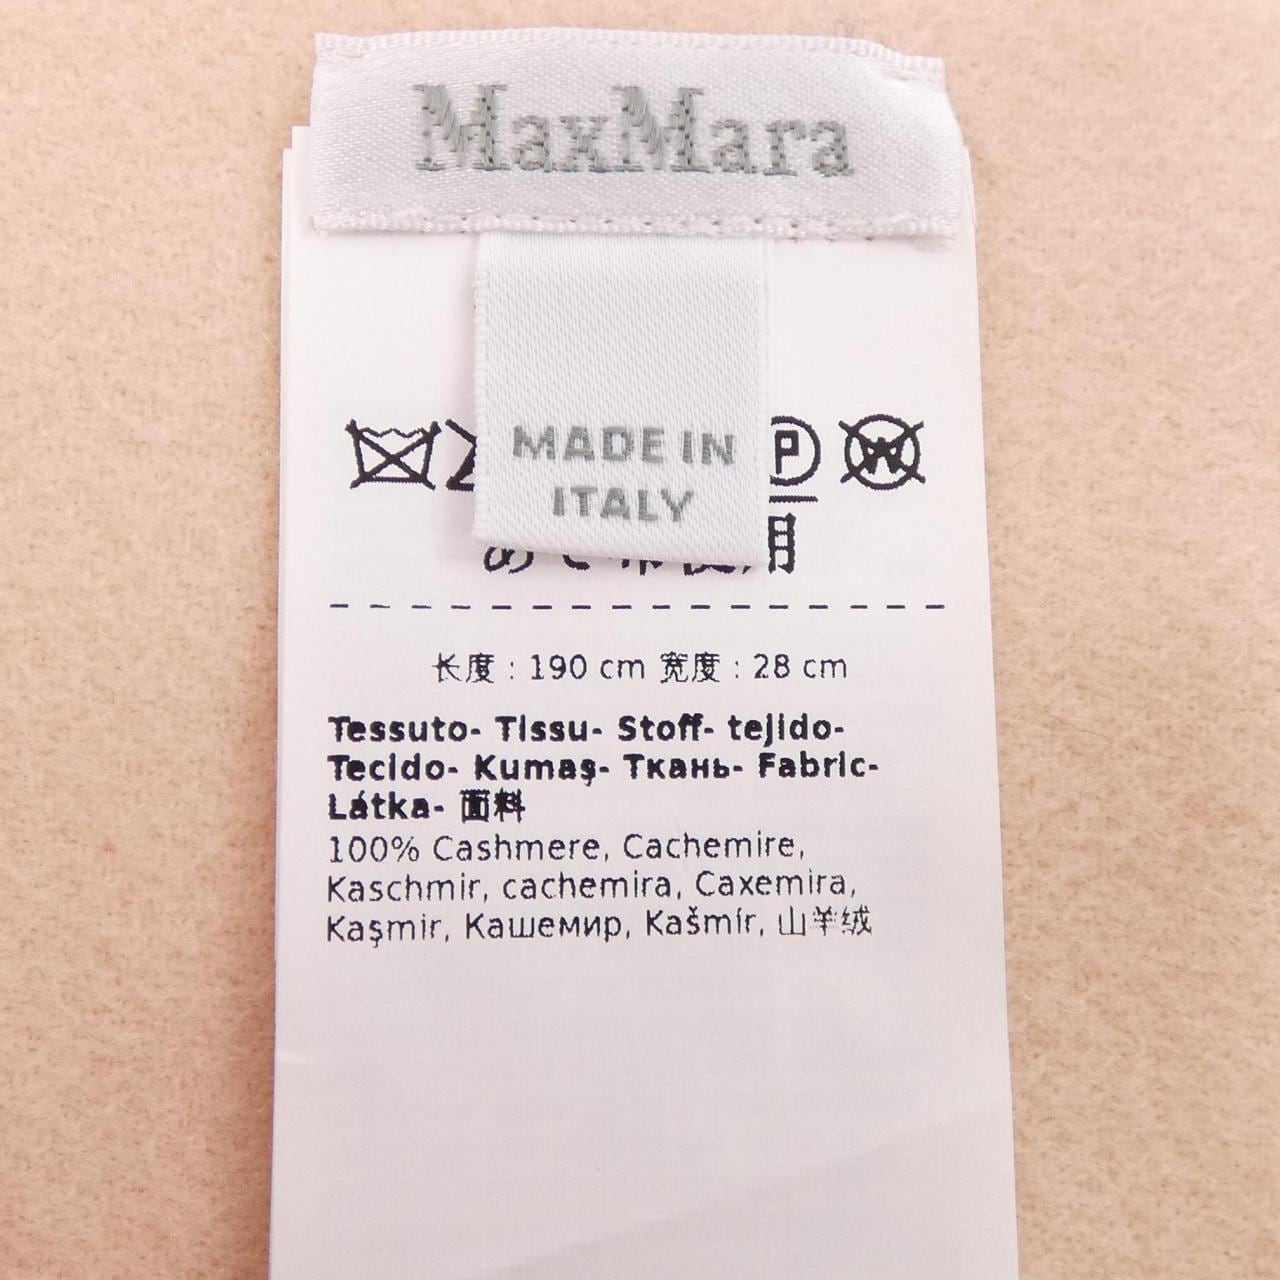 MaxMara
MADE IN
ITALY
P W
長度 : 190 cm 宽度 : 28 cm
Tessuto- Tissu- Stoff- tejido-
Tecido- Kumaş- Ткань- Fabric-
Látka- 面料
100% Cashmere, Cachemire,
Kaschmir, cachemira, Caxemira,
Kaşmir, Кашемир, Kašmír, 山羊绒